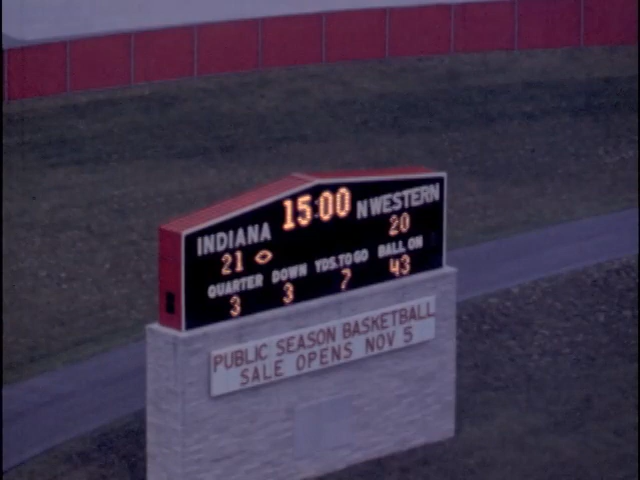 15:00
INDIANA N WESTERN
21 20
QUARTER DOWN YDS.TO GO BALL ON
3 3 7 43
PUBLIC SEASON BASKETBALL
SALE OPENS NOV 5